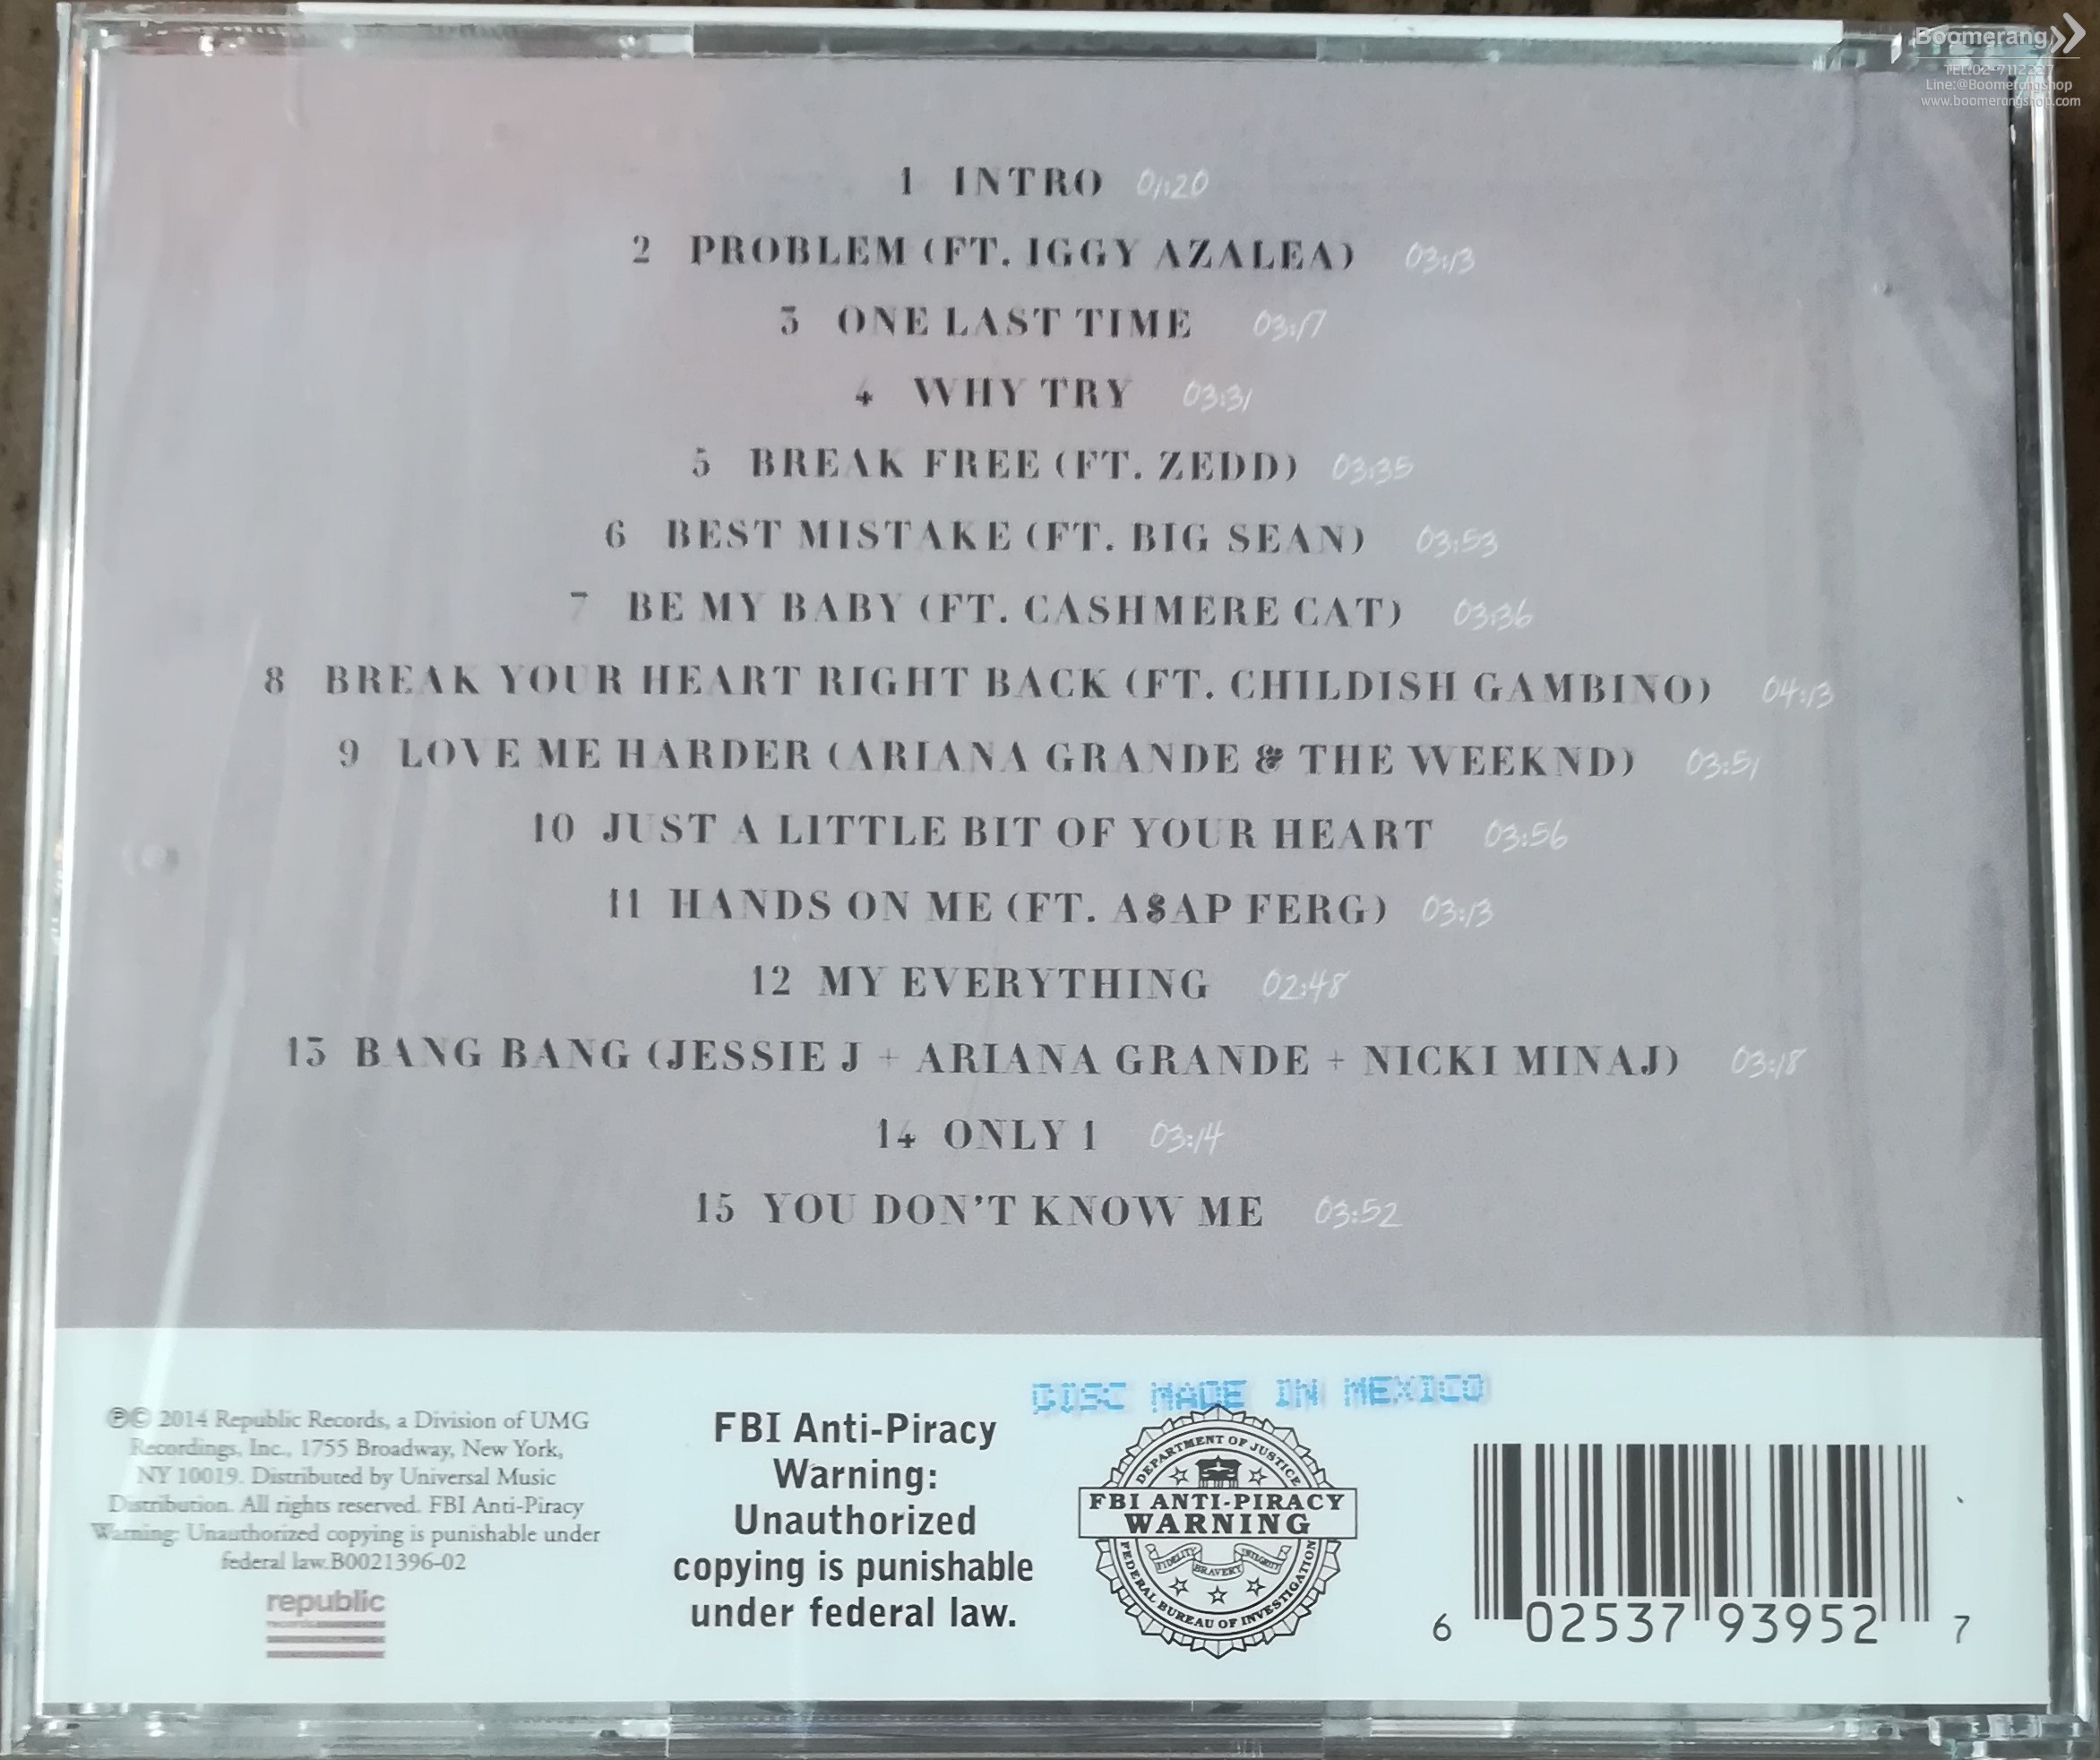 Boomerang
TEL:02-7112227
Line:@Boomerangshop
www.boomerangshop.com
1 INTRO 01:20
2 PROBLEM (FT. IGGY AZALEA) 03:13
3 ONE LAST TIME 03:17
4 WHY TRY 03:31
5 BREAK FREE (FT. ZEDD) 03:35
6 BEST MISTAKE (FT. BIG SEAN) 03:53
7 BE MY BABY (FT. CASHMERE CAT) 03:36
8 BREAK YOUR HEART RIGHT BACK (FT. CHILDISH GAMBINO) 04:13
9 LOVE ME HARDER (ARIANA GRANDE & THE WEEKND) 03:51
10 JUST A LITTLE BIT OF YOUR HEART 03:56
11 HANDS ON ME (FT. A$AP FERG) 03:13
12 MY EVERYTHING 02:48
13 BANG BANG (JESSIE J + ARIANA GRANDE + NICKI MINAJ) 03:18
14 ONLY 1 03:14
15 YOU DON'T KNOW ME 03:52
℗© 2014 Republic Records, a Division of UMG
Recordings, Inc., 1755 Broadway, New York,
NY 10019. Distributed by Universal Music
Distribution. All rights reserved. FBI Anti-Piracy
Warning: Unauthorized copying is punishable under
federal law.B0021396-02
republic
records
FBI Anti-Piracy
Warning:
Unauthorized
copying is punishable
under federal law.
DISC MADE IN MEXICO
DEPARTMENT OF JUSTICE
FBI ANTI-PIRACY
WARNING
FIDELITY BRAVERY INTEGRITY
FEDERAL BUREAU OF INVESTIGATION
6 02537 93952 7